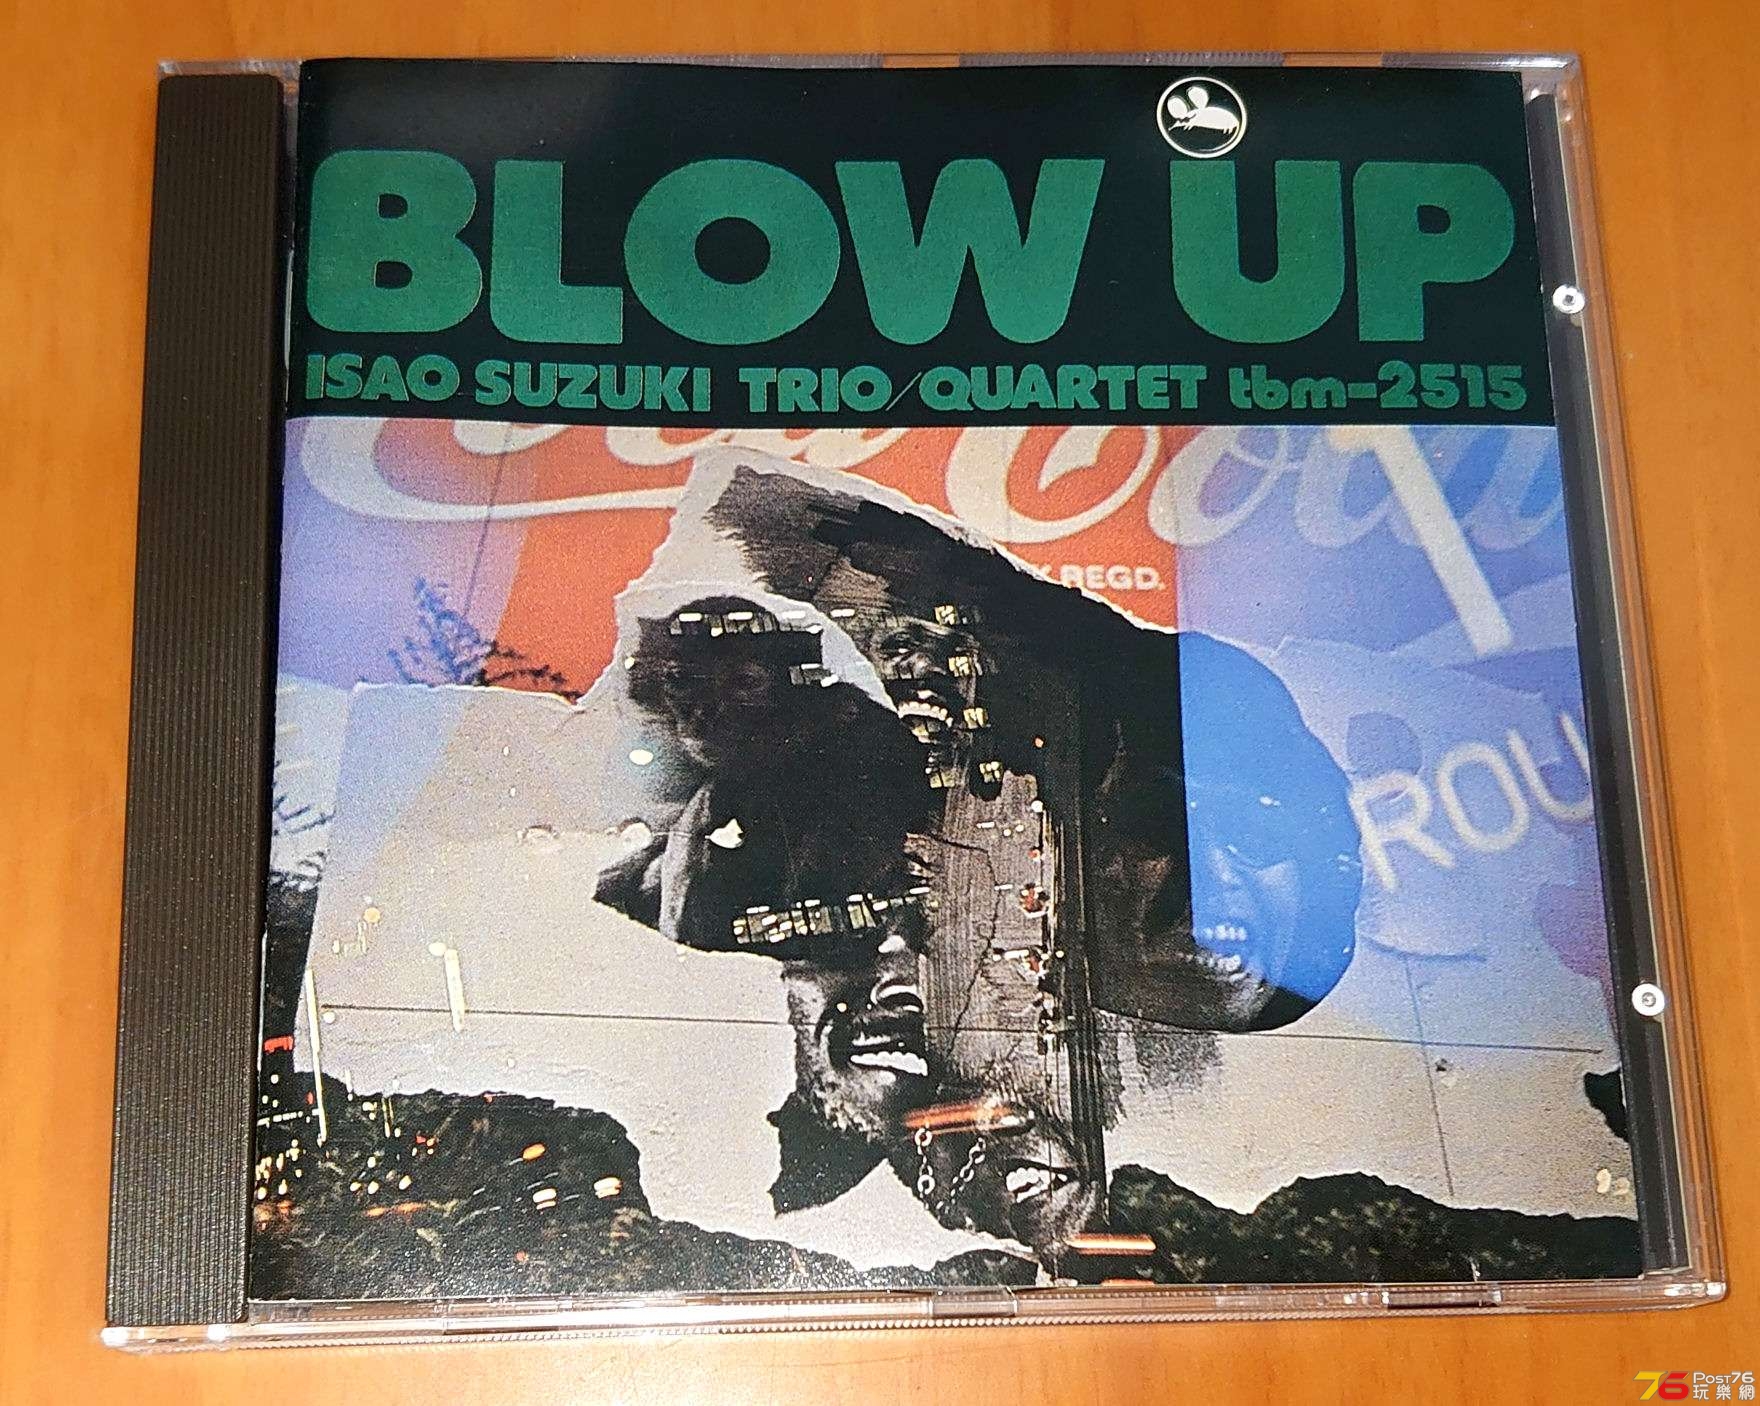 BLOW UP
ISAO SUZUKI TRIO/QUARTET tbm-2515
REGD.
ROU
76 Post76
玩樂網